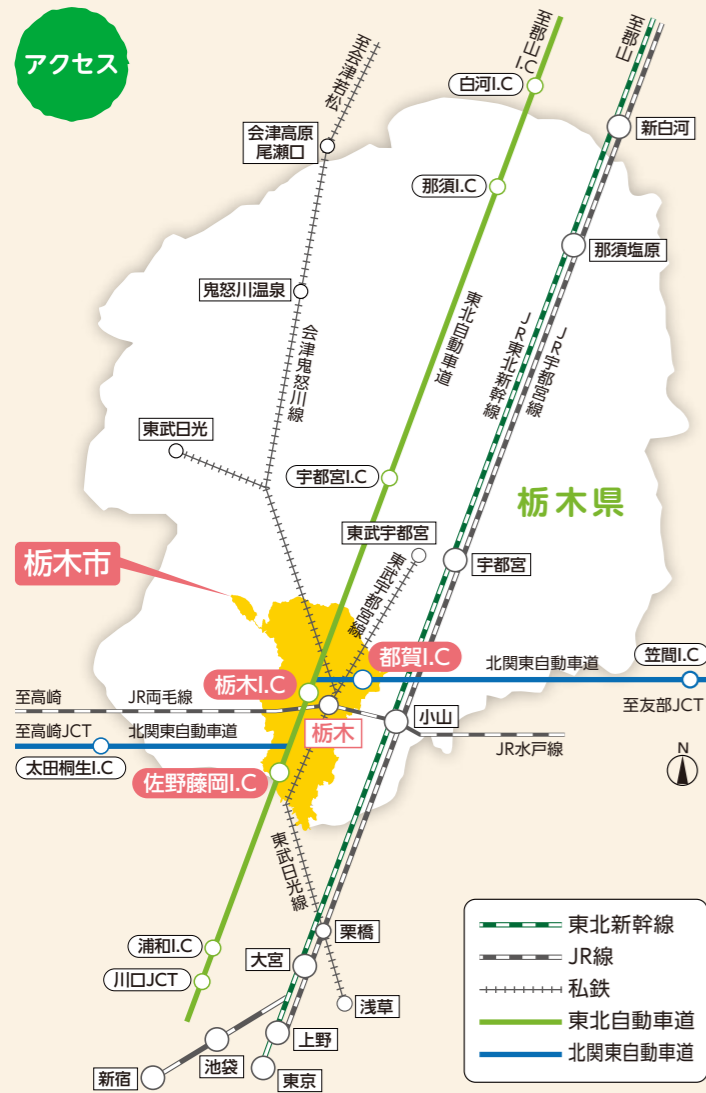 アクセス
至会津若松
至郡山I.C
至郡山
白河I.C
会津高原
尾瀬口
新白河
那須I.C
那須塩原
鬼怒川温泉
会津鬼怒川線
東北自動車道
JR東北新幹線
JR宇都宮線
東武日光
宇都宮I.C
栃木県
東武宇都宮
宇都宮
栃木市
東武宇都宮線
都賀I.C
笠間I.C
北関東自動車道
栃木I.C
至高崎
JR両毛線
至友部JCT
小山
栃木
至高崎JCT
北関東自動車道
JR水戸線
太田桐生I.C
佐野藤岡I.C
N
東武日光線
栗橋
浦和I.C
大宮
川口JCT
浅草
上野
池袋
新宿
東京
東北新幹線
JR線
私鉄
東北自動車道
北関東自動車道